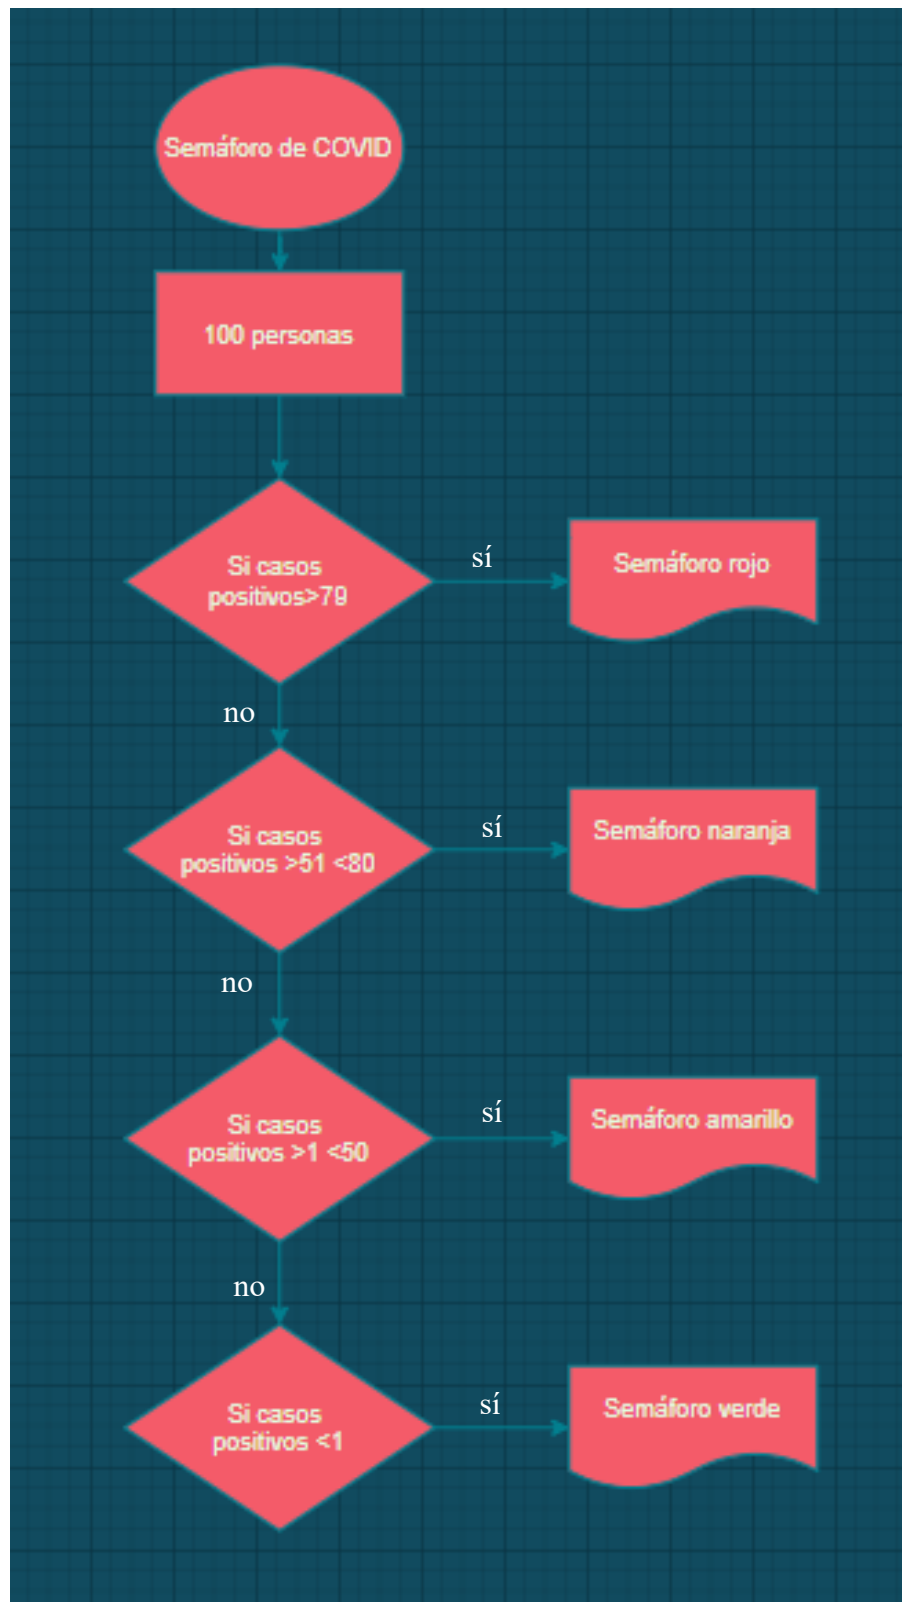 Semáforo de COVID
100 personas
Si casos
positivos>79
sí
Semáforo rojo
no
Si casos
positivos >51 <80
sí
Semáforo naranja
no
Si casos
positivos >1 <50
sí
Semáforo amarillo
no
Si casos
positivos <1
sí
Semáforo verde